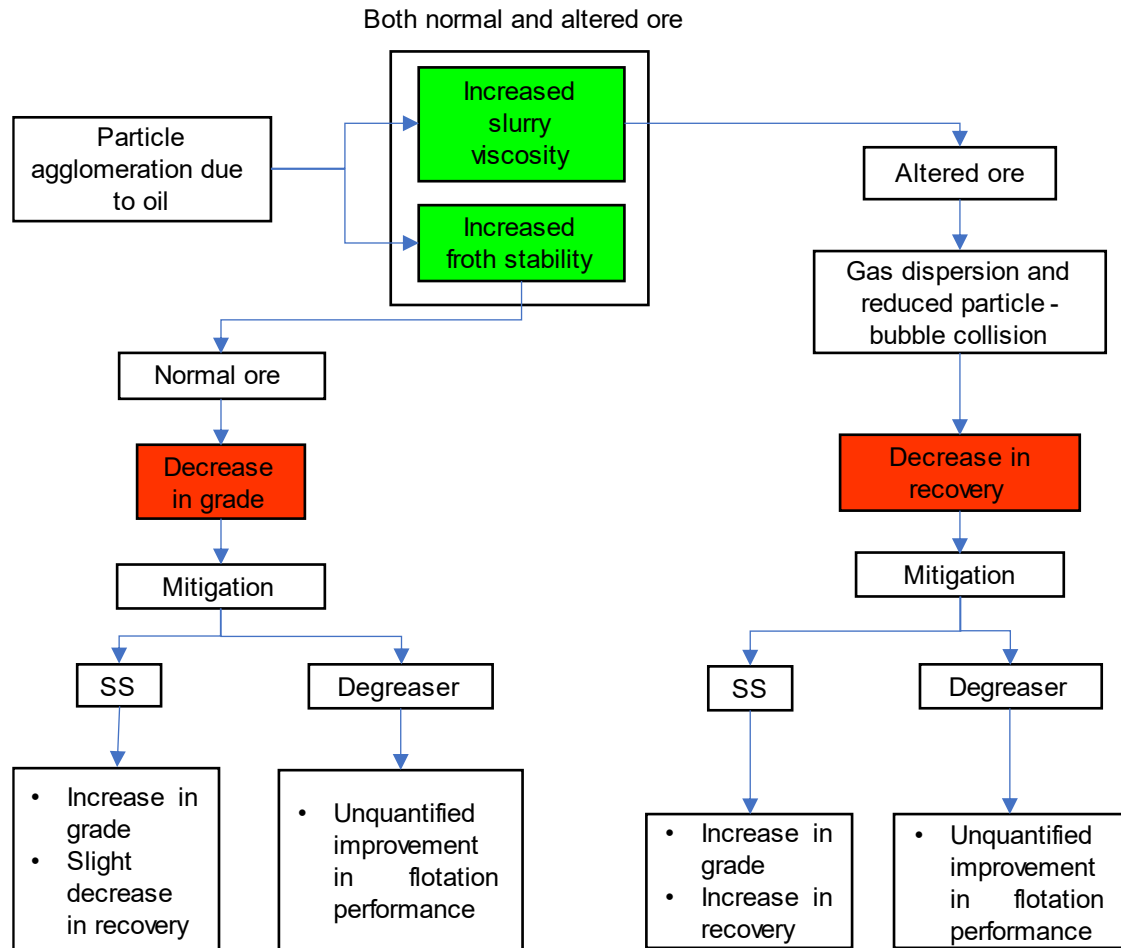 Both normal and altered ore
Particle
agglomeration due
to oil
Increased
slurry
viscosity
Increased
froth stability
Altered ore
Gas dispersion and
reduced particle -
bubble collision
Normal ore
Decrease
in grade
Decrease in
recovery
Mitigation
Mitigation
SS
Degreaser
SS
Degreaser
• Increase in
grade
• Slight
decrease
in recovery
• Unquantified
improvement
in flotation
performance
• Increase in
grade
• Increase in
recovery
• Unquantified
improvement
in flotation
performance